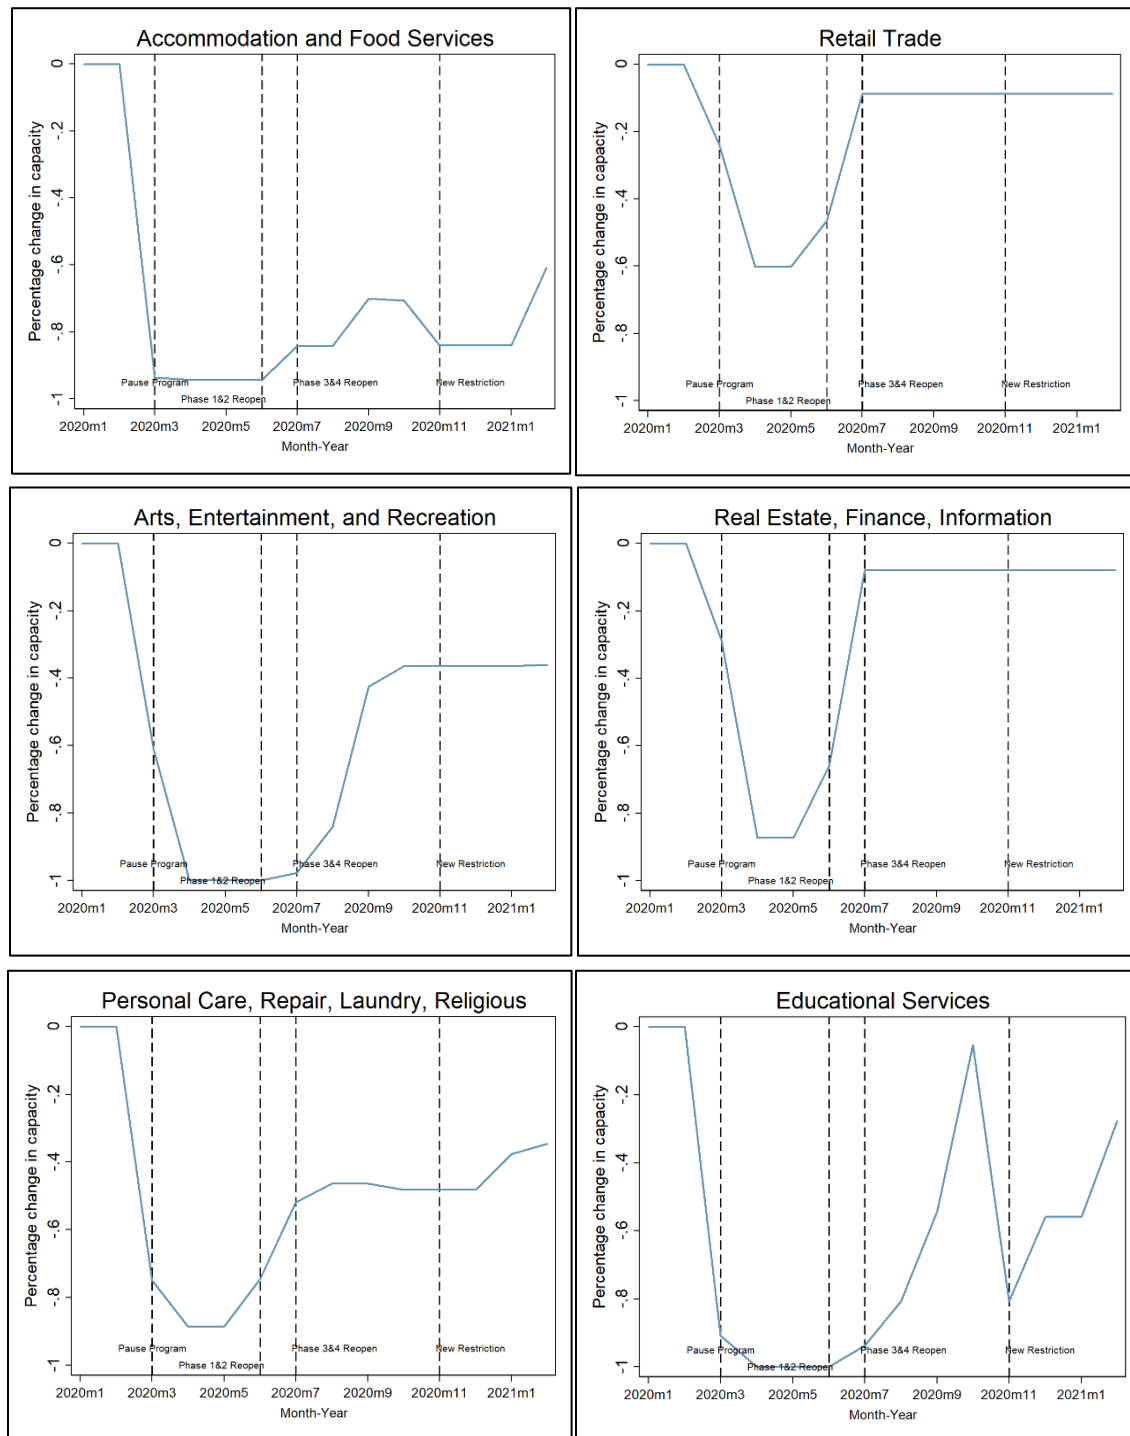 Accommodation and Food Services
Percentage change in capacity
0
-.2
-.4
-.6
-.8
-1
Pause Program
Phase 1&2 Reopen
Phase 3&4 Reopen
New Restriction
2020m1 2020m3 2020m5 2020m7 2020m9 2020m11 2021m1
Month-Year
Retail Trade
Percentage change in capacity
0
-.2
-.4
-.6
-.8
-1
Pause Program
Phase 1&2 Reopen
Phase 3&4 Reopen
New Restriction
2020m1 2020m3 2020m5 2020m7 2020m9 2020m11 2021m1
Month-Year
Arts, Entertainment, and Recreation
Percentage change in capacity
0
-.2
-.4
-.6
-.8
-1
Pause Program
Phase 1&2 Reopen
Phase 3&4 Reopen
New Restriction
2020m1 2020m3 2020m5 2020m7 2020m9 2020m11 2021m1
Month-Year
Real Estate, Finance, Information
Percentage change in capacity
0
-.2
-.4
-.6
-.8
-1
Pause Program
Phase 1&2 Reopen
Phase 3&4 Reopen
New Restriction
2020m1 2020m3 2020m5 2020m7 2020m9 2020m11 2021m1
Month-Year
Personal Care, Repair, Laundry, Religious
Percentage change in capacity
0
-.2
-.4
-.6
-.8
-1
Pause Program
Phase 1&2 Reopen
Phase 3&4 Reopen
New Restriction
2020m1 2020m3 2020m5 2020m7 2020m9 2020m11 2021m1
Month-Year
Educational Services
Percentage change in capacity
0
-.2
-.4
-.6
-.8
-1
Pause Program
Phase 1&2 Reopen
Phase 3&4 Reopen
New Restriction
2020m1 2020m3 2020m5 2020m7 2020m9 2020m11 2021m1
Month-Year